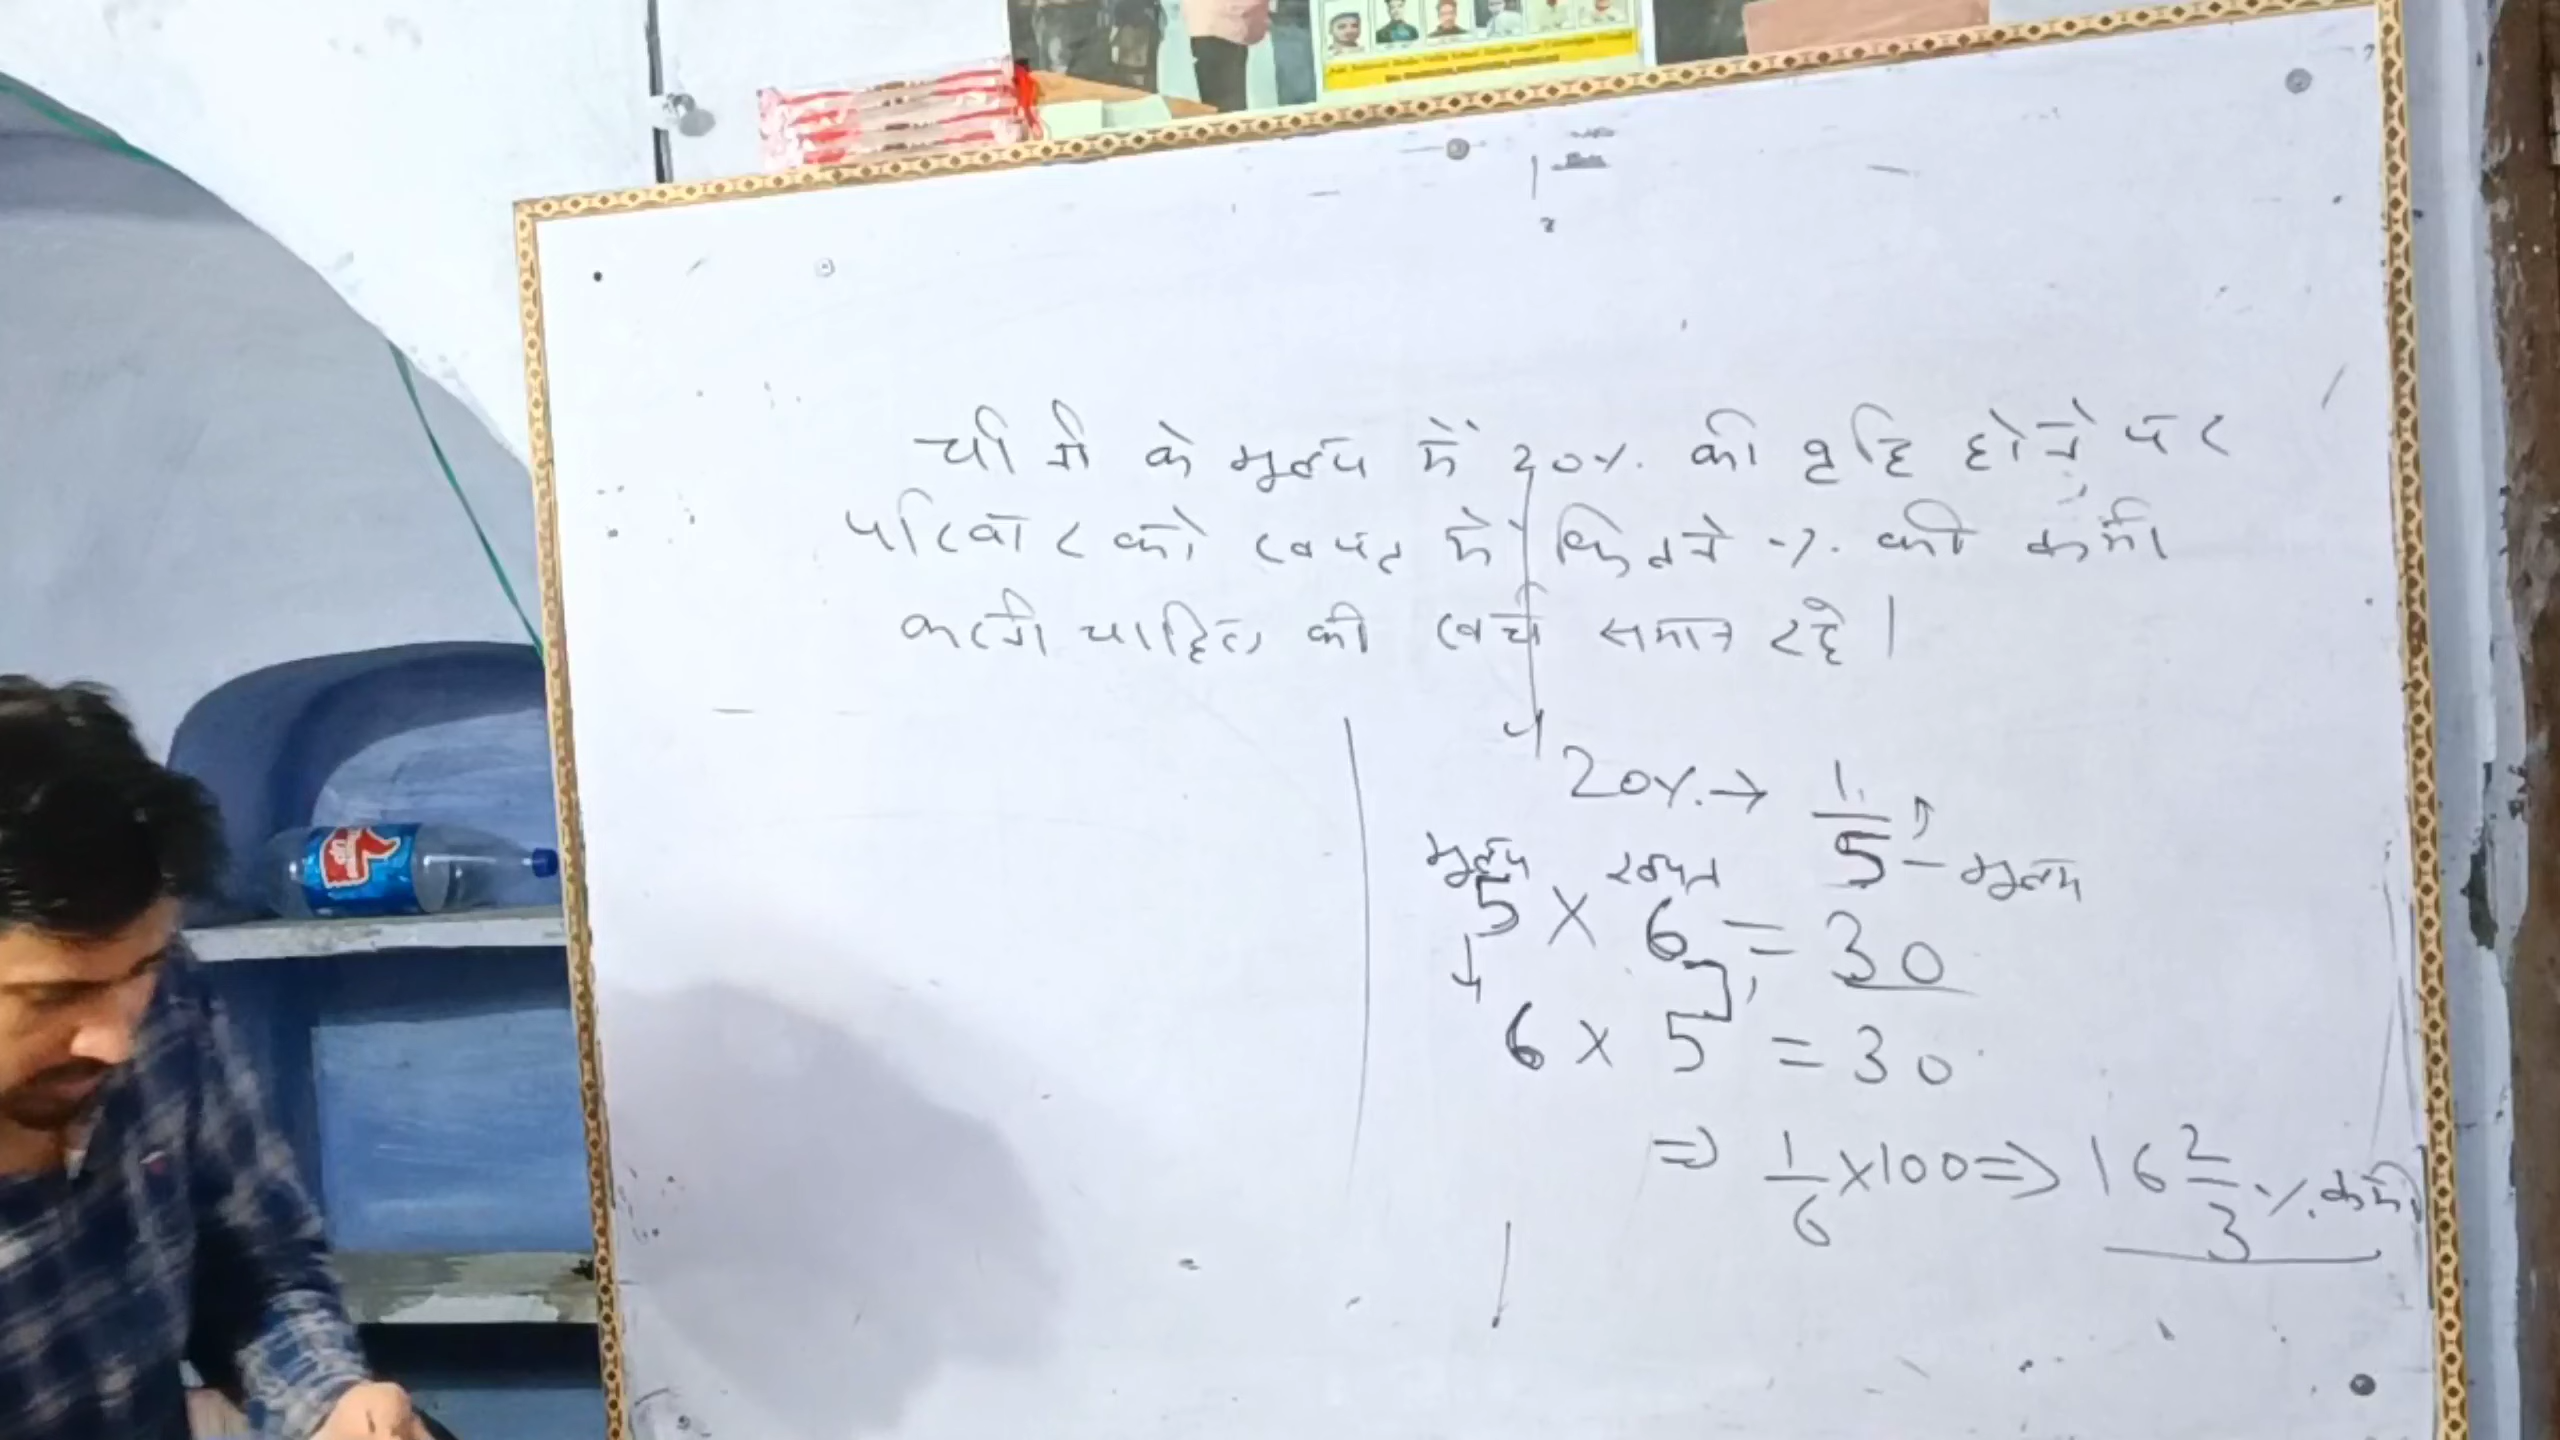 चीनी के मुल्य में 20% की वृद्धि होने पर
परिवार को खपत में कितने % की कमी
करनी चाहिए की खर्च समान रहे।
20% → 1/5 ↑ – मुल्य
मुल्य खपत
5 × 6 = 30
6 × 5 = 30
⇒ 1/6 × 100 ⇒ 16 2/3 % कमी